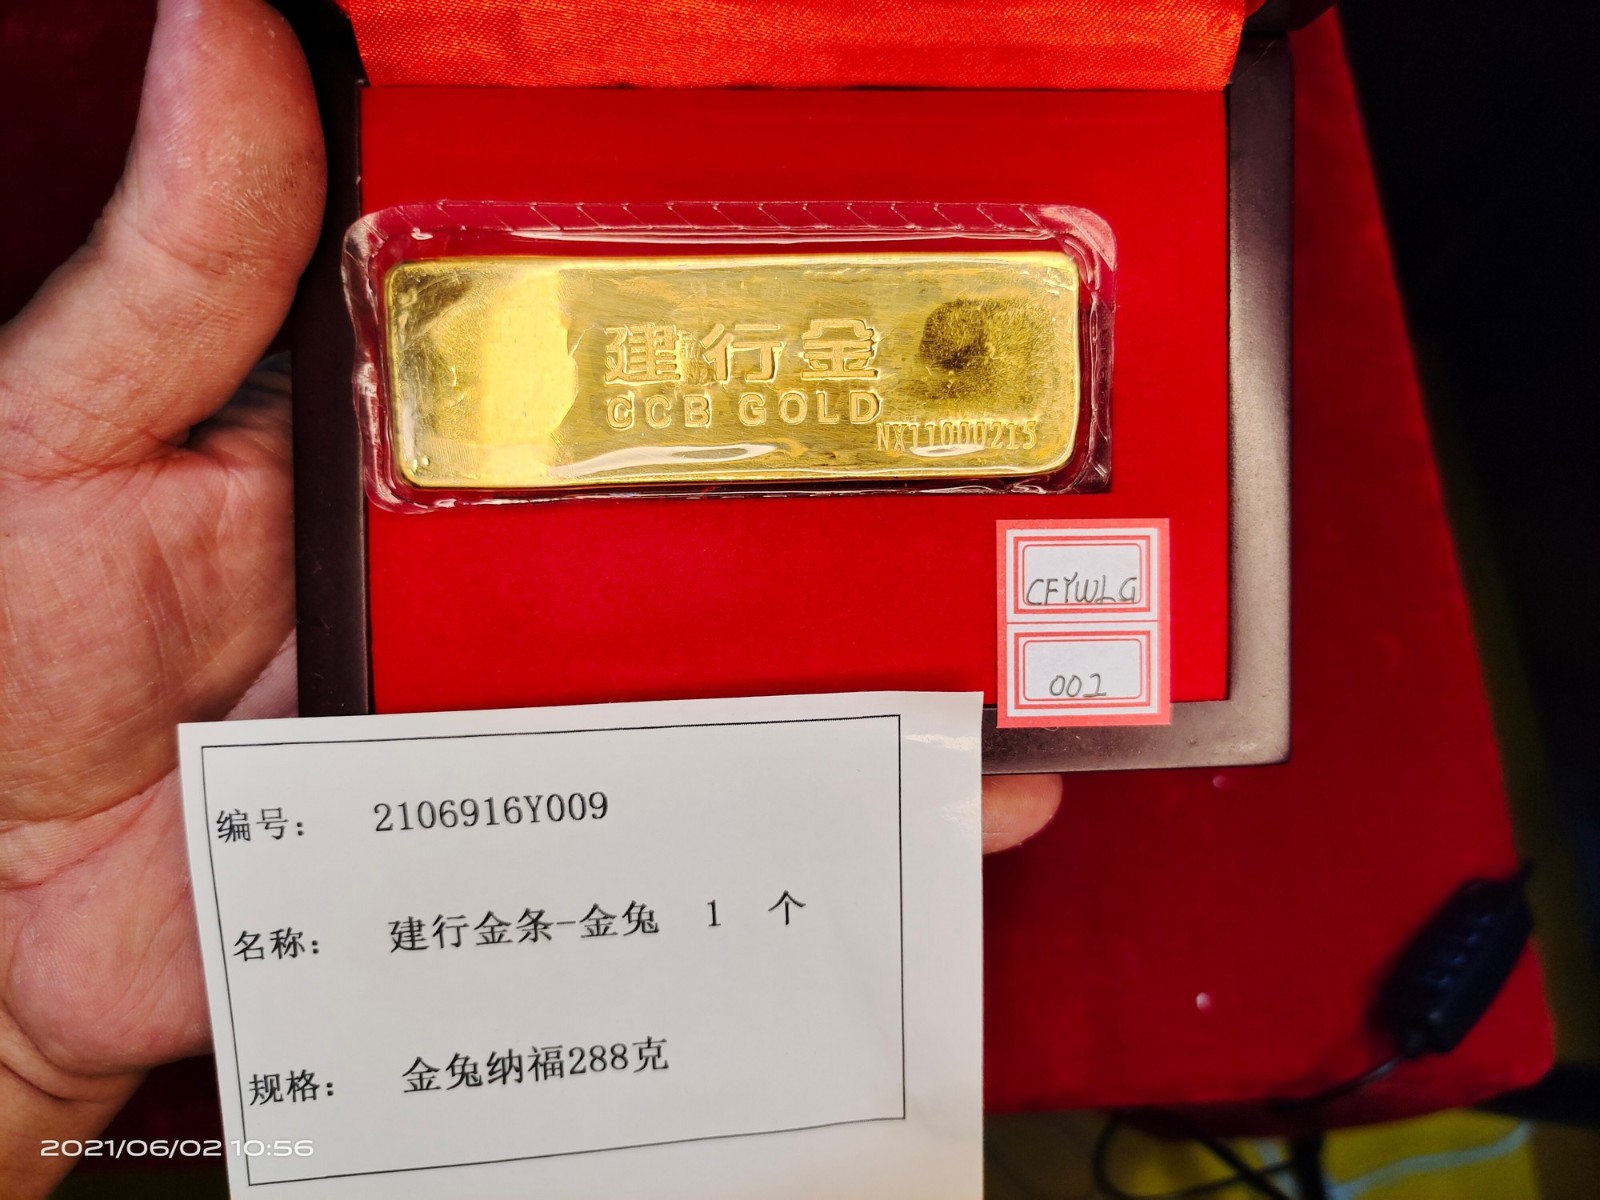 建行金
CCB GOLD
NX11000215
CFYWLG
002
编号： 2106916Y009
名称： 建行金条-金兔 1 个
规格： 金兔纳福288克
2021/06/02 10:56